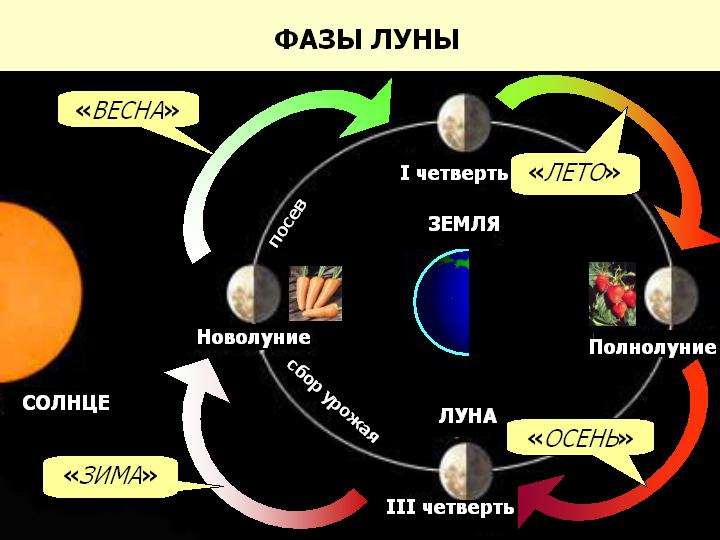 ФАЗЫ ЛУНЫ
«ВЕСНА»
I четверть
«ЛЕТО»
посев
ЗЕМЛЯ
Новолуние
Полнолуние
сбор урожая
СОЛНЦЕ
ЛУНА
«ОСЕНЬ»
«ЗИМА»
III четверть